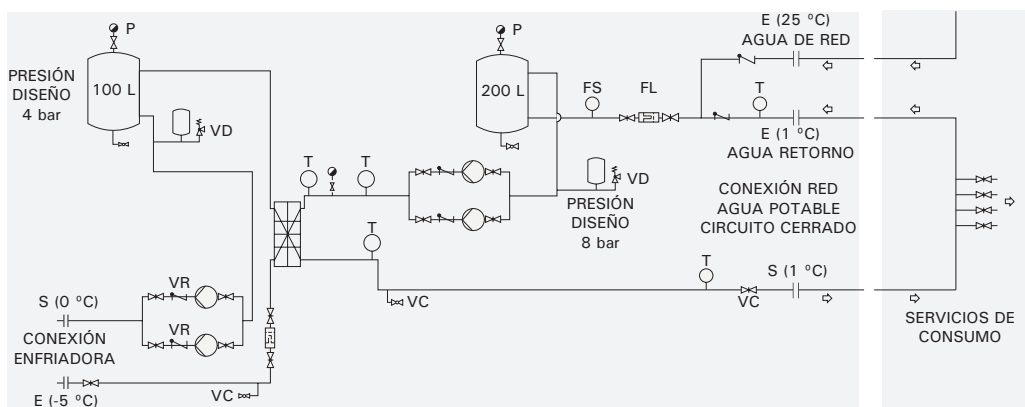 P
PRESIÓN
DISEÑO
4 bar
100 L
VD
P
200 L
FS
FL
T
E (25 °C)
AGUA DE RED
E (1 °C)
AGUA RETORNO
T
T
VD
PRESIÓN
DISEÑO
8 bar
CONEXIÓN RED
AGUA POTABLE
CIRCUITO CERRADO
T
T
S (1 °C)
VC
VC
VR
S (0 °C)
VR
CONEXIÓN
ENFRIADORA
E (-5 °C)
VC
SERVICIOS DE
CONSUMO